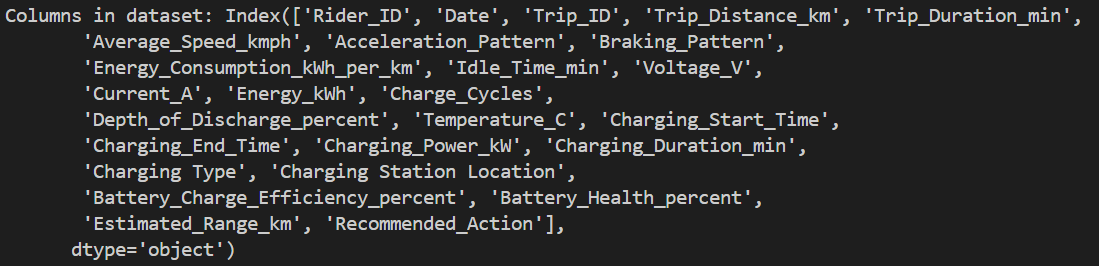 Columns in dataset: Index(['Rider_ID', 'Date', 'Trip_ID', 'Trip_Distance_km', 'Trip_Duration_min',
'Average_Speed_kmph', 'Acceleration_Pattern', 'Braking_Pattern',
'Energy_Consumption_kWh_per_km', 'Idle_Time_min', 'Voltage_V',
'Current_A', 'Energy_kWh', 'Charge_Cycles',
'Depth_of_Discharge_percent', 'Temperature_C', 'Charging_Start_Time',
'Charging_End_Time', 'Charging_Power_kW', 'Charging_Duration_min',
'Charging Type', 'Charging Station Location',
'Battery_Charge_Efficiency_percent', 'Battery_Health_percent',
'Estimated_Range_km', 'Recommended_Action'],
dtype='object')